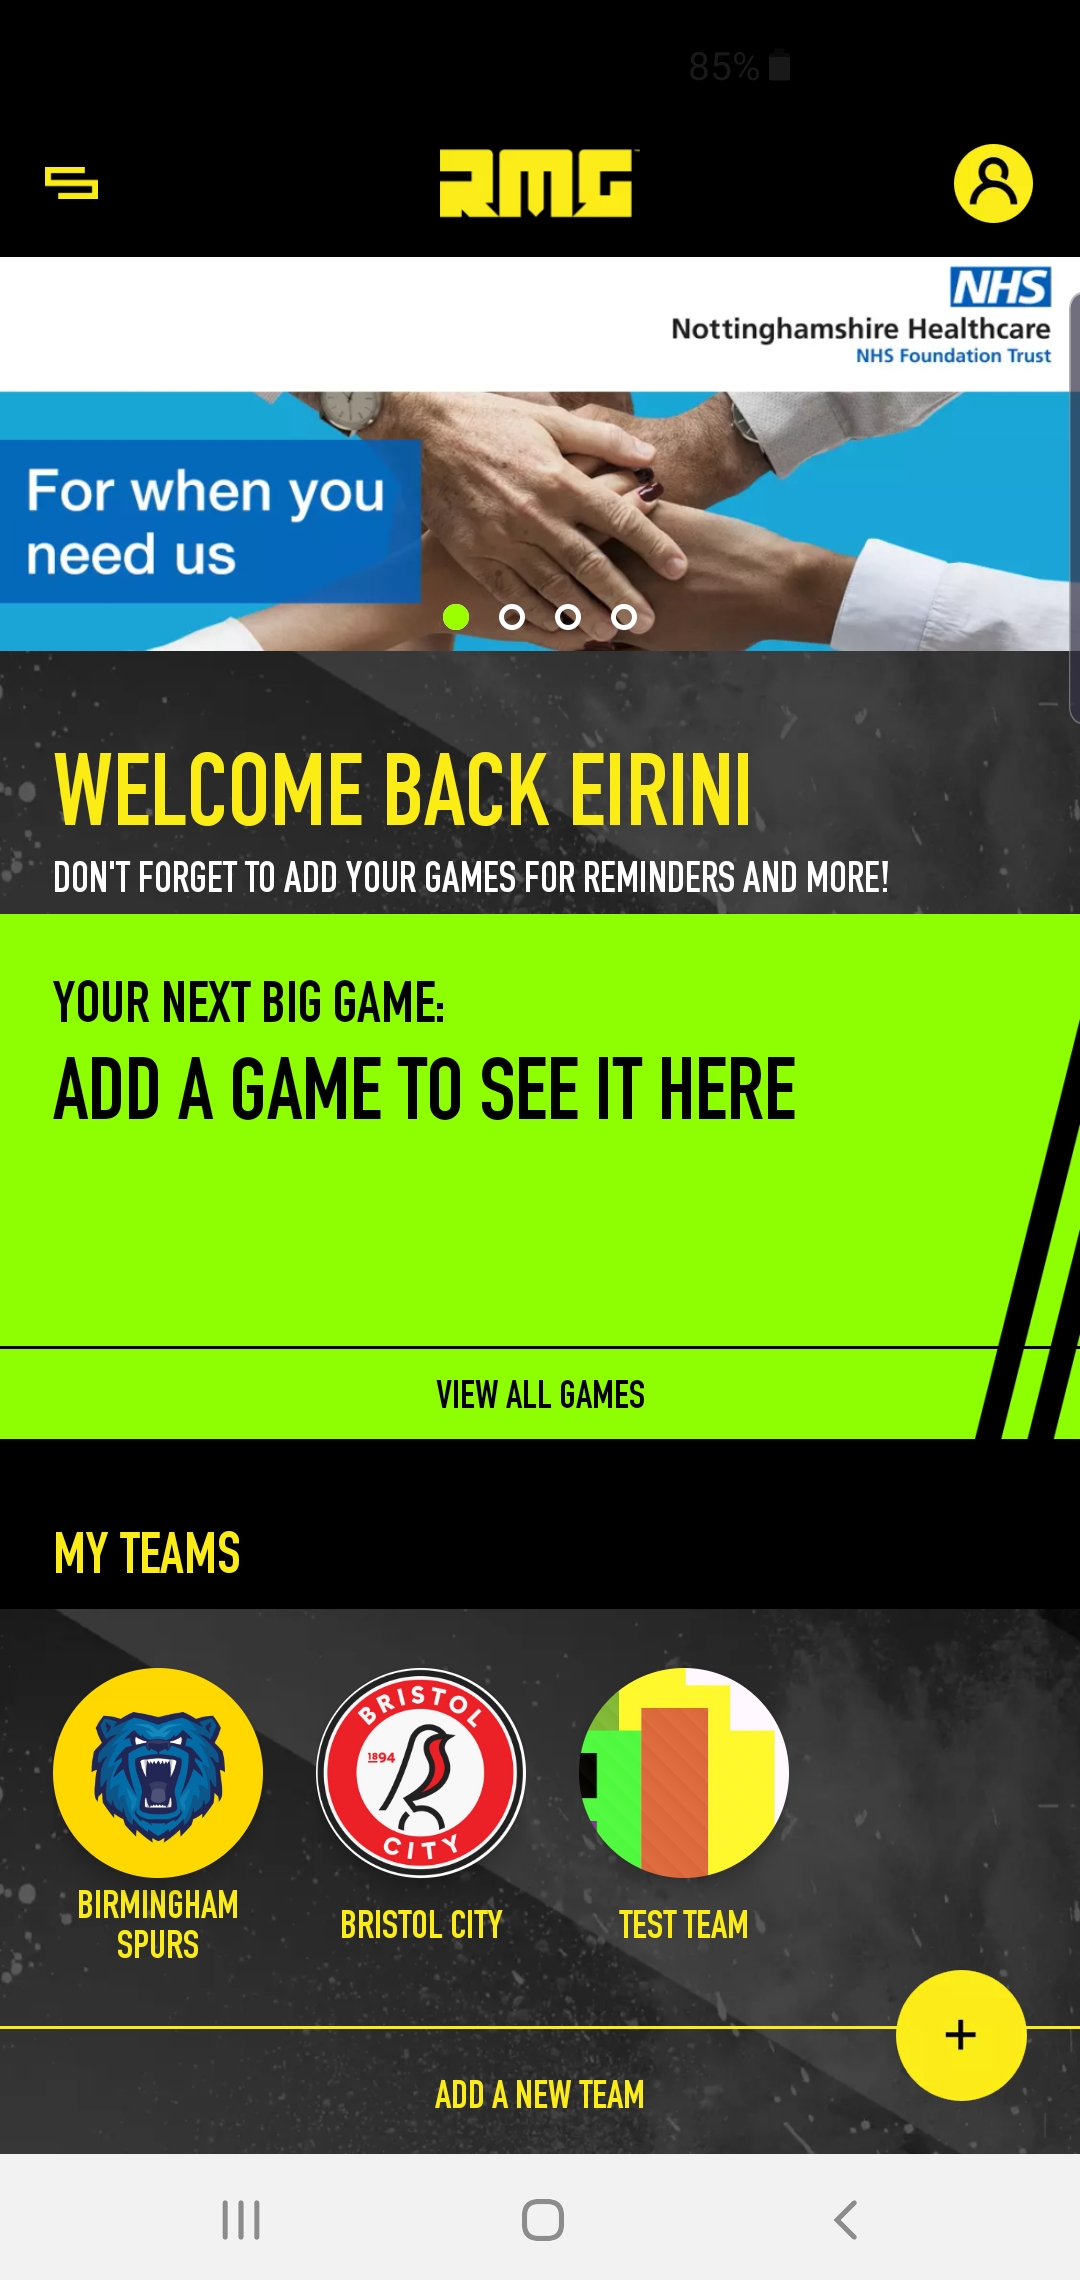 85%
RMG
NHS
Nottinghamshire Healthcare
NHS Foundation Trust
For when you
need us
WELCOME BACK EIRINI
DON'T FORGET TO ADD YOUR GAMES FOR REMINDERS AND MORE!
YOUR NEXT BIG GAME:
ADD A GAME TO SEE IT HERE
VIEW ALL GAMES
MY TEAMS
BRISTOL
1894
CITY
BIRMINGHAM
SPURS
BRISTOL CITY
TEST TEAM
+
ADD A NEW TEAM